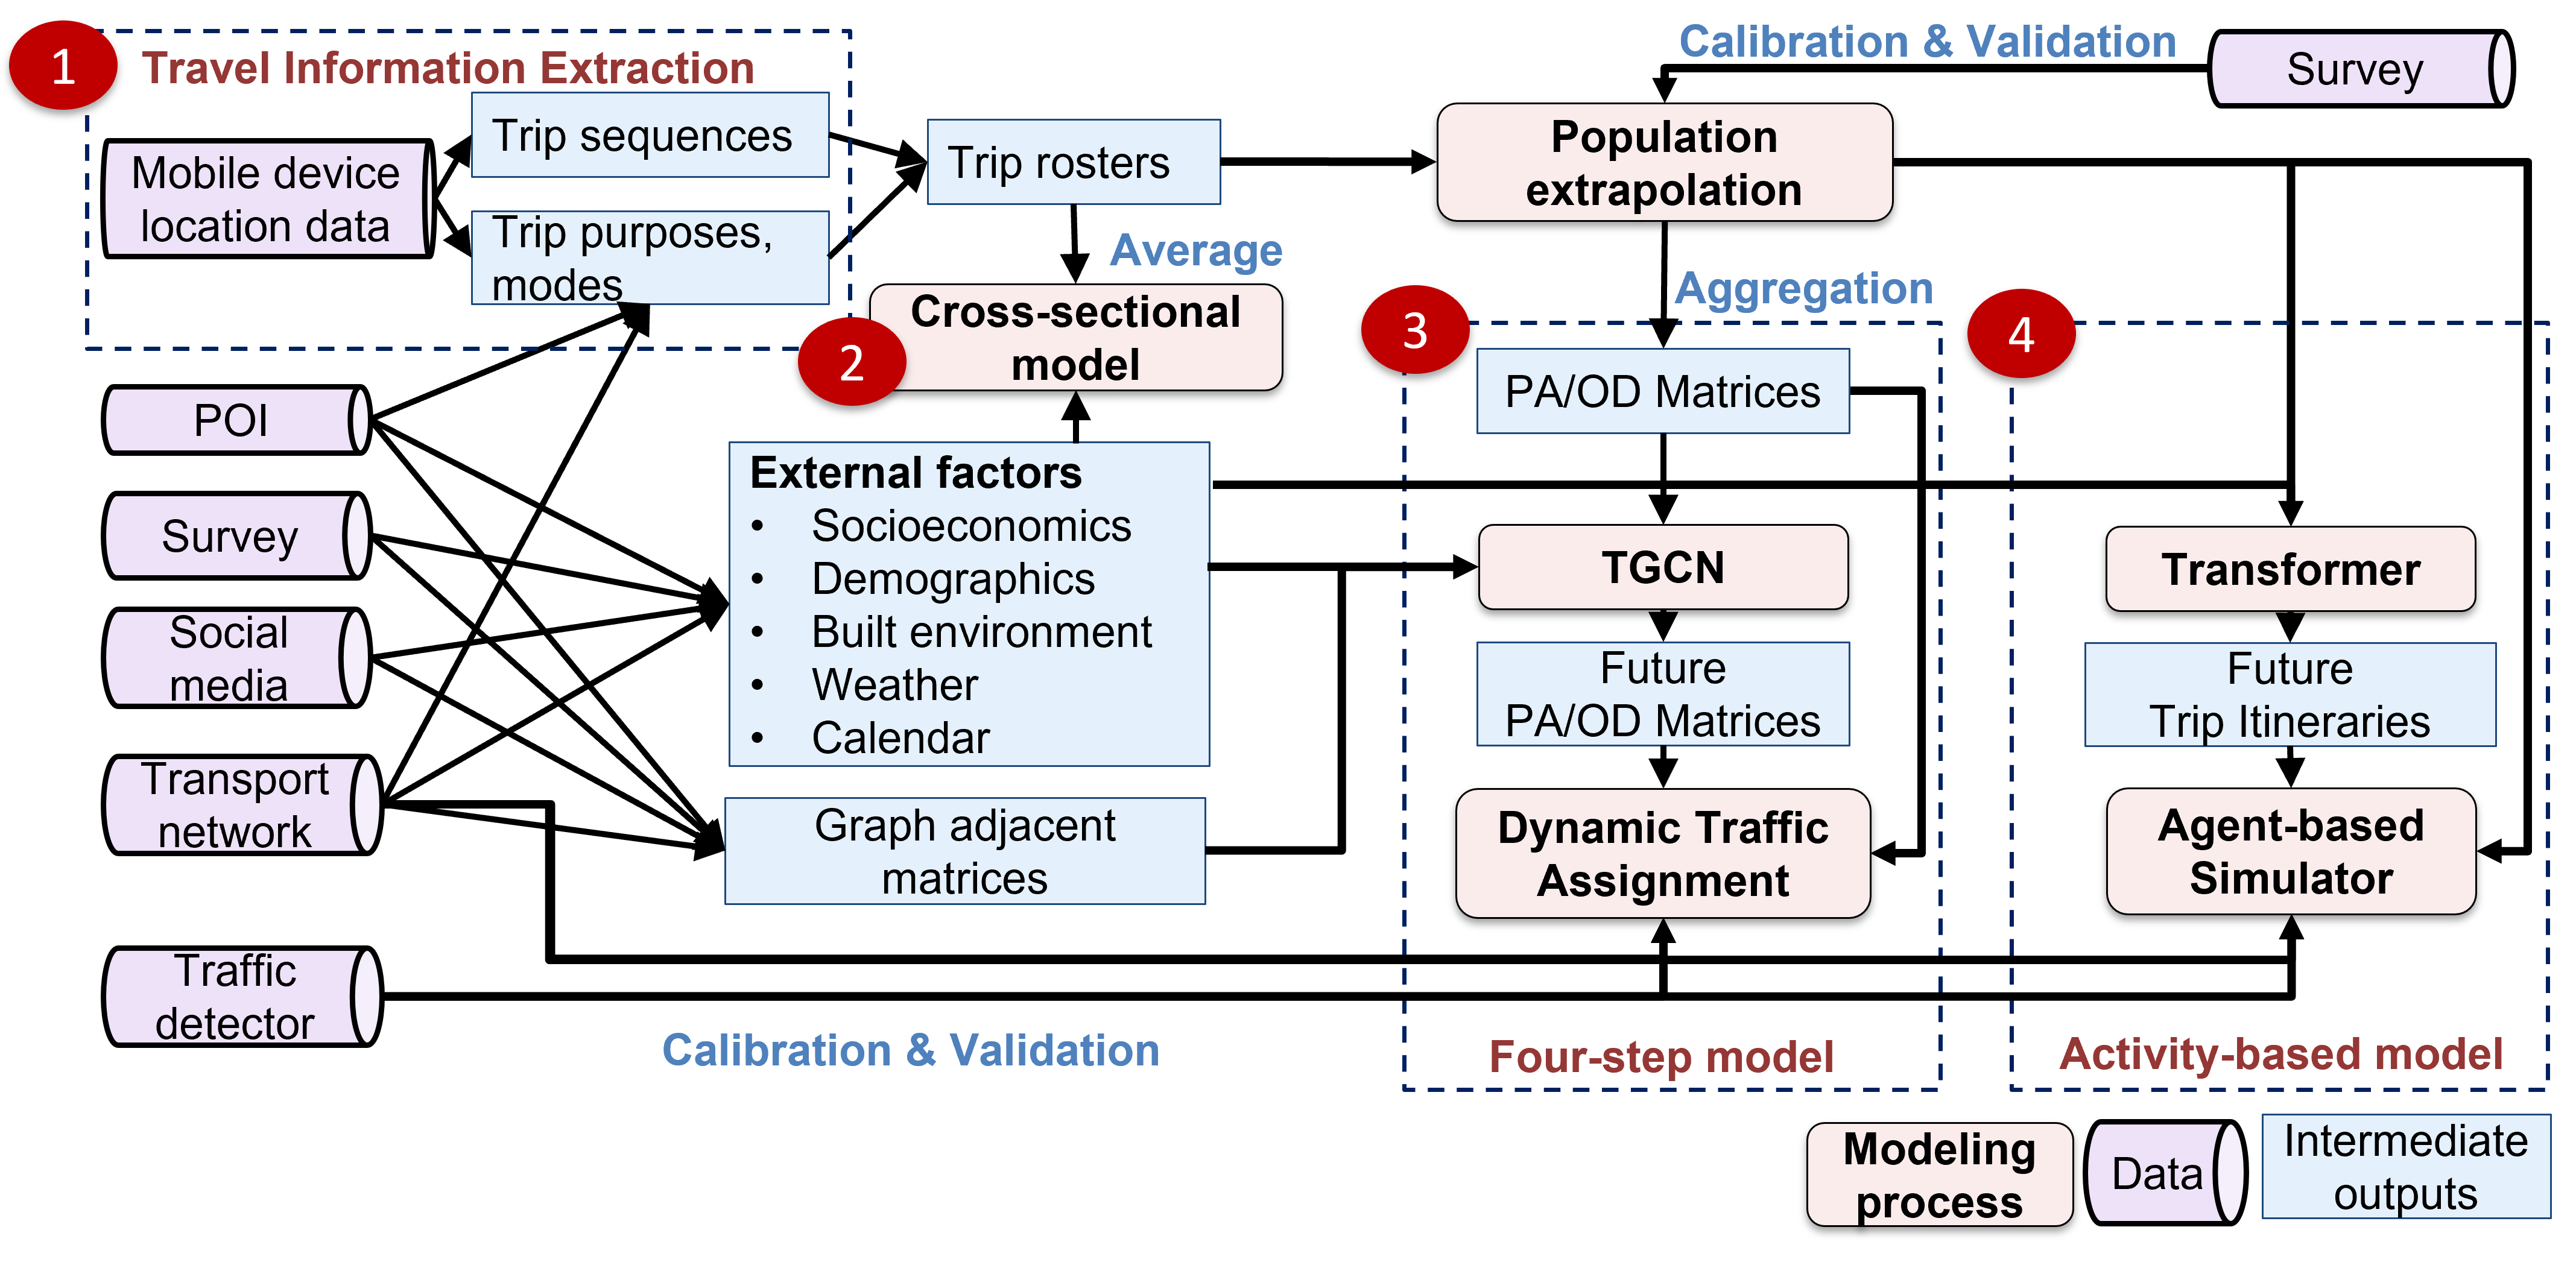 1
Travel Information Extraction
Mobile device
location data
Trip sequences
Trip purposes,
modes
Trip rosters
Average
2
Cross-sectional
model
Calibration & Validation
Survey
Population
extrapolation
Aggregation
POI
Survey
Social
media
Transport
network
Traffic
detector
External factors
• Socioeconomics
• Demographics
• Built environment
• Weather
• Calendar
Graph adjacent
matrices
Calibration & Validation
3
PA/OD Matrices
TGCN
Future
PA/OD Matrices
Dynamic Traffic
Assignment
Four-step model
4
Transformer
Future
Trip Itineraries
Agent-based
Simulator
Activity-based model
Modeling
process
Data
Intermediate
outputs